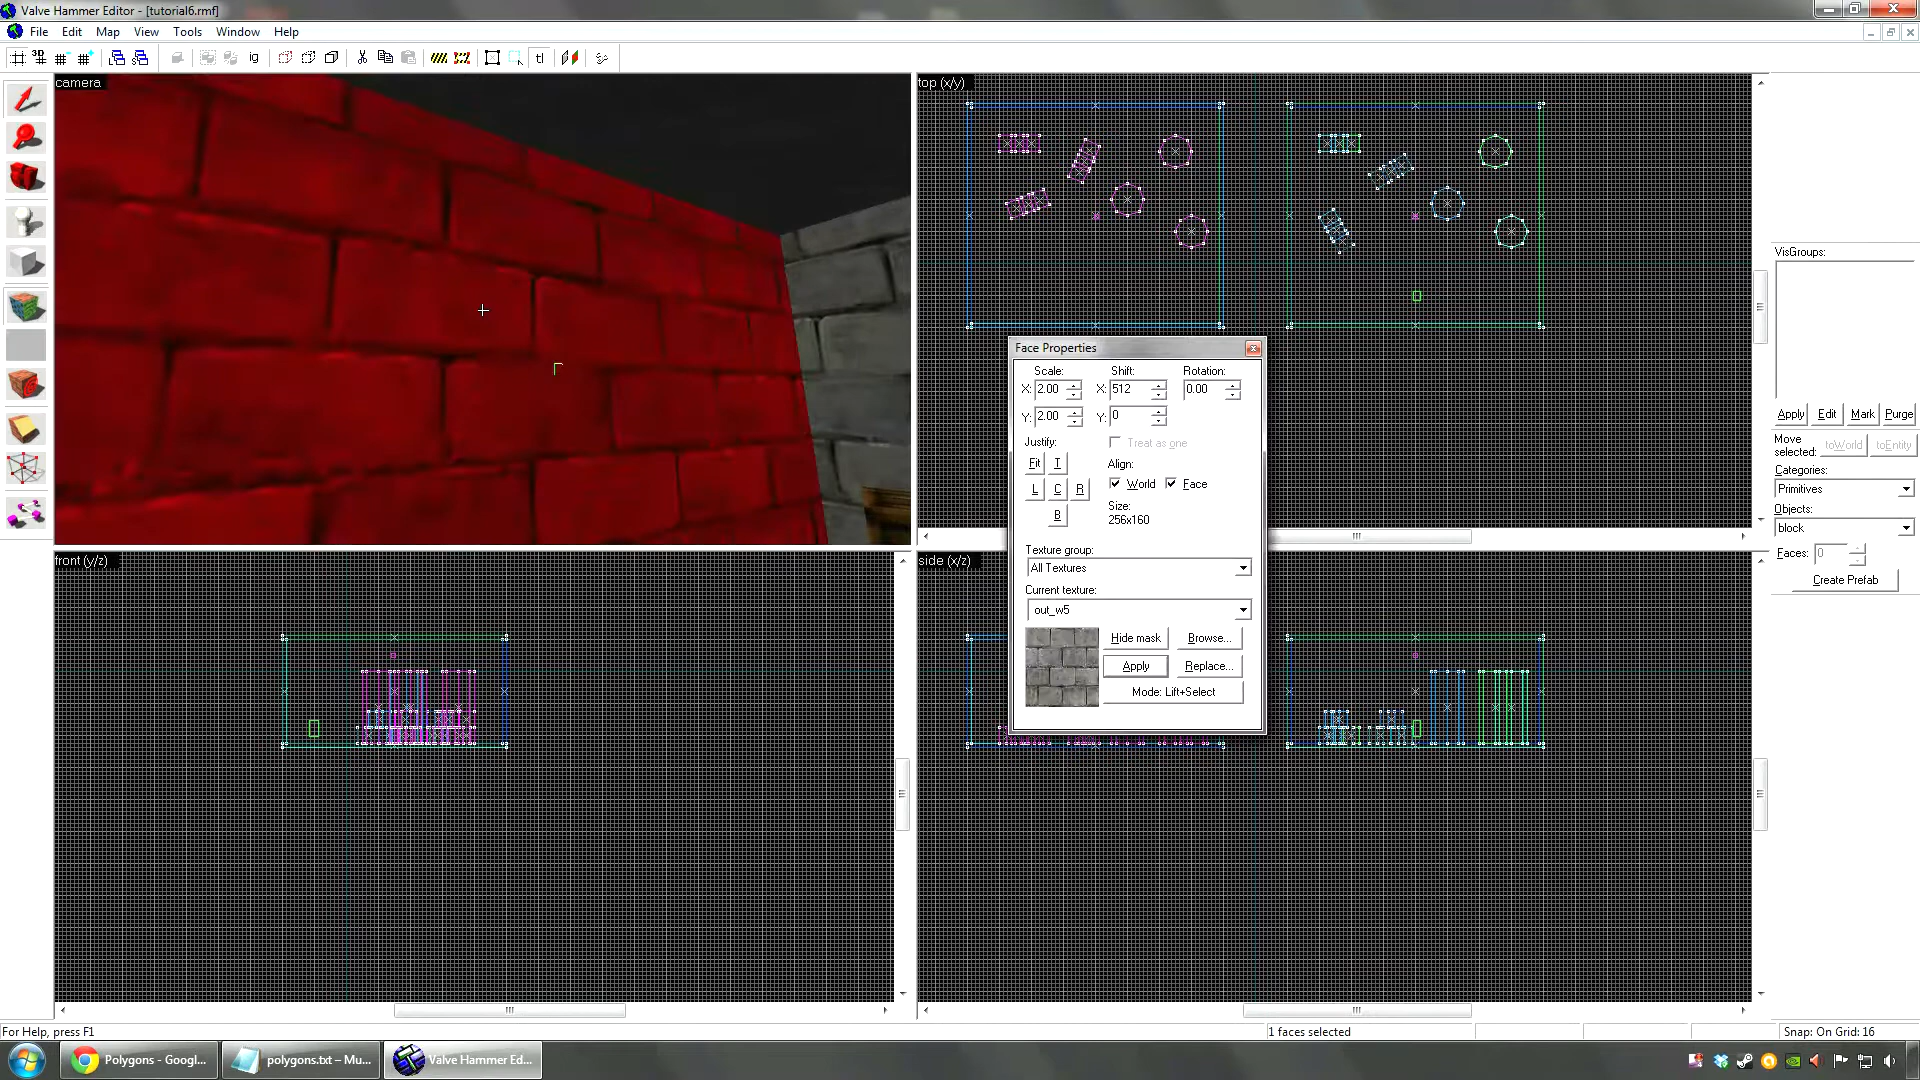 Valve Hammer Editor - [tutorial6.rmf]
File Edit Map View Tools Window Help
3D ig tl
camera
top (x/y)
VisGroups:
Face Properties
Scale: Shift: Rotation:
X: 2.00 X: 512 0.00
Y: 2.00 Y: 0
Apply Edit Mark Purge
Justify: Treat as one
Move selected: toWorld toEntity
Fit T Align:
Categories:
L C R World Face
Primitives
B Size:
256x160
Objects:
block
front (y/z)
side (x/z)
Texture group:
Faces: 0
All Textures
Create Prefab
Current texture:
out_w5
Hide mask Browse...
Apply Replace...
Mode: Lift+Select
For Help, press F1
1 faces selected
Snap: On Grid: 16
Polygons - Googl...
polygons.txt – Mu...
Valve Hammer Ed...